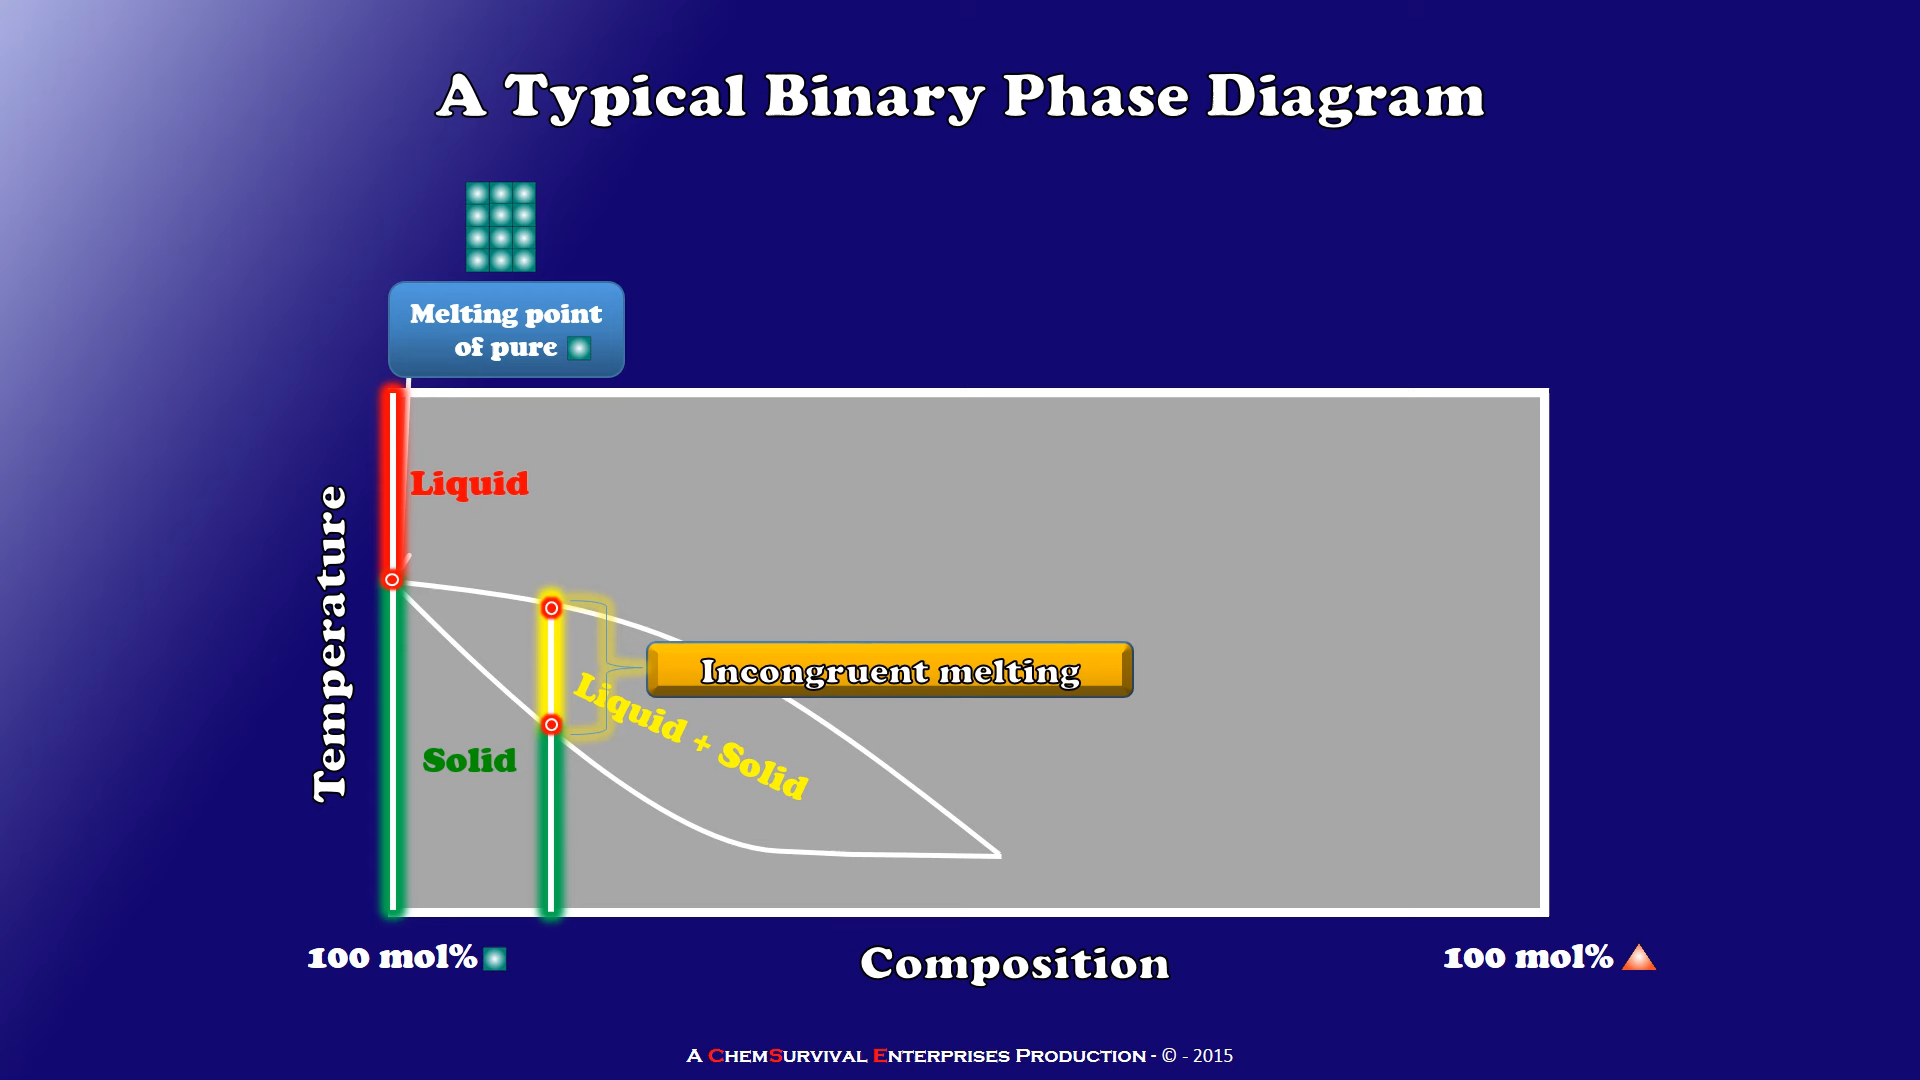 A Typical Binary Phase Diagram
Melting point
of pure
Liquid
Temperature
Incongruent melting
Liquid + Solid
Solid
100 mol%
Composition
100 mol%
A ChemSurvival Enterprises Production - © - 2015